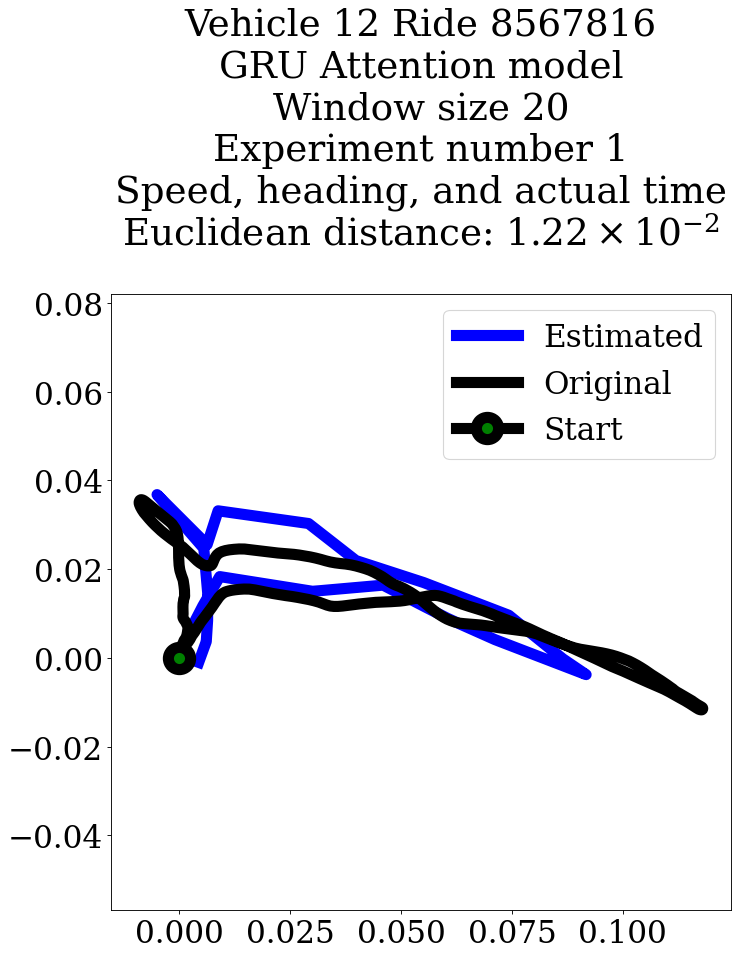 Vehicle 12 Ride 8567816
GRU Attention model
Window size 20
Experiment number 1
Speed, heading, and actual time
Euclidean distance: 1.22 × 10⁻²
0.08
0.06
0.04
0.02
0.00
−0.02
−0.04
Estimated
Original
Start
0.000 0.025 0.050 0.075 0.100